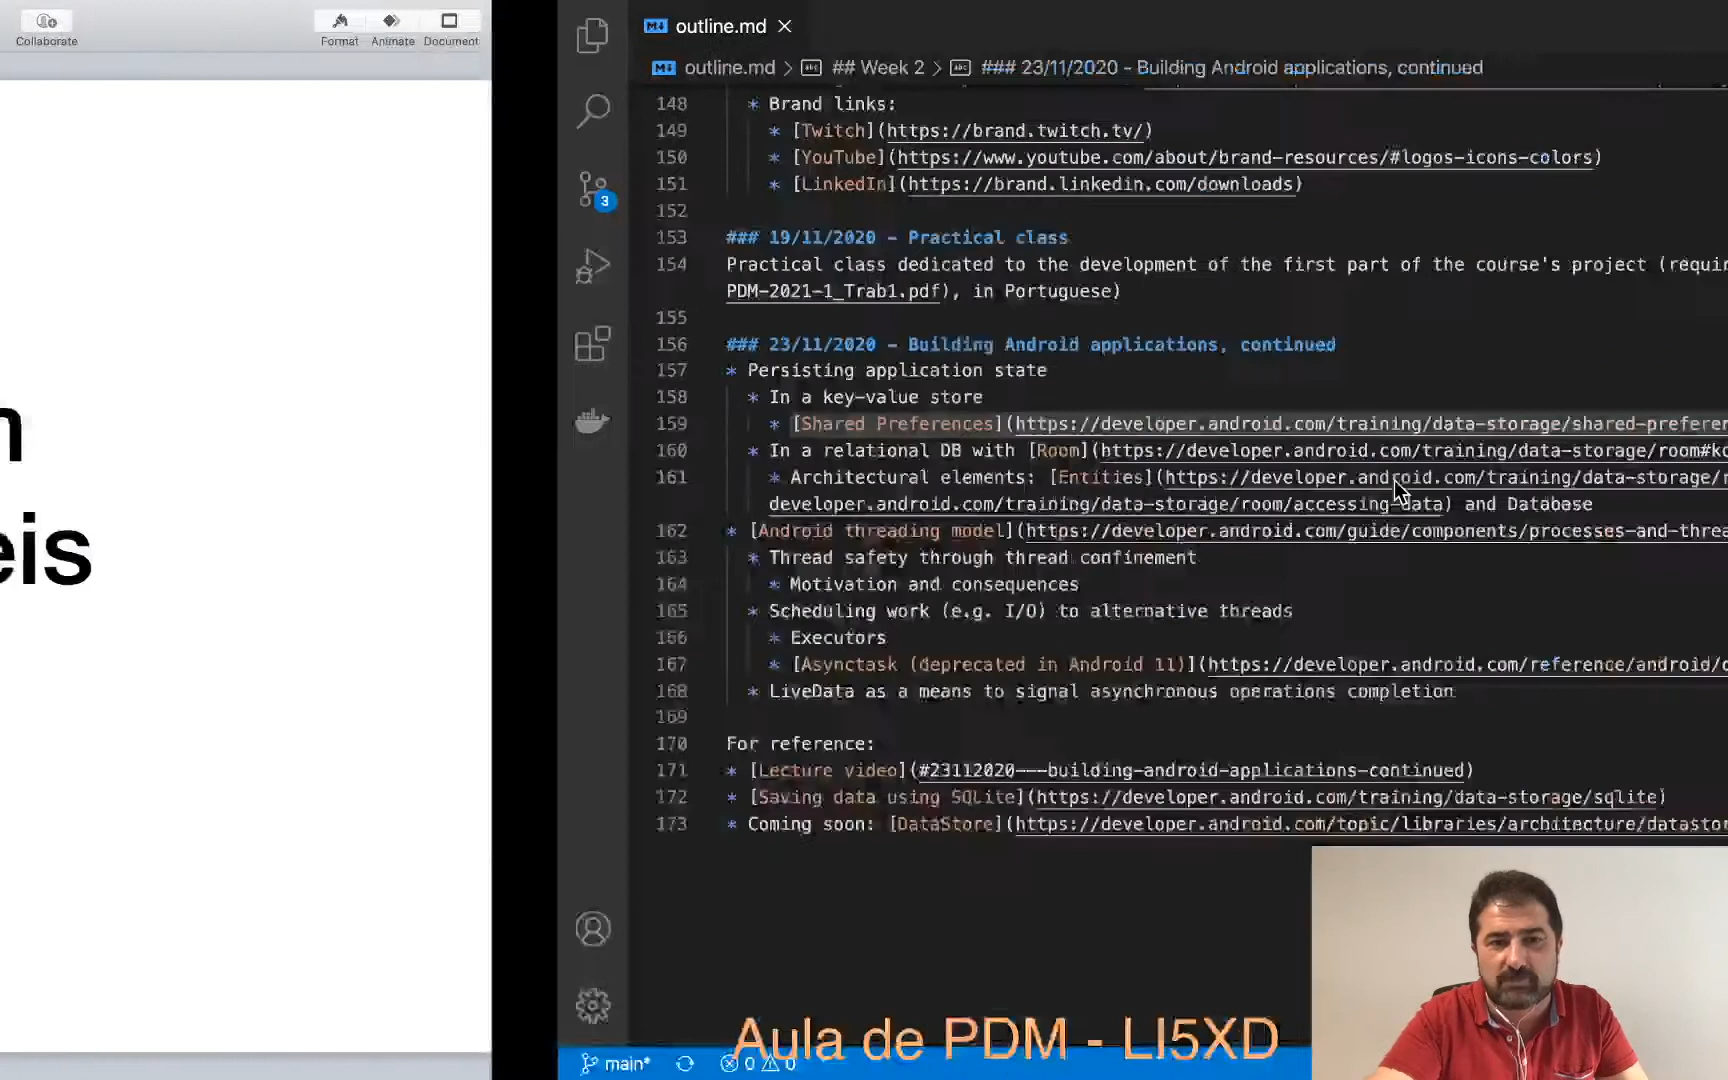 Collaborate
Format Animate Document
n
eis
outline.md
outline.md > ## Week 2 > ### 23/11/2020 - Building Android applications, continued
148 * Brand links:
149 * [Twitch](https://brand.twitch.tv/)
150 * [YouTube](https://www.youtube.com/about/brand-resources/#logos-icons-colors)
151 * [LinkedIn](https://brand.linkedin.com/downloads)
152
153 ### 19/11/2020 - Practical class
154 Practical class dedicated to the development of the first part of the course's project (requir
PDM-2021-1_Trab1.pdf), in Portuguese)
155
156 ### 23/11/2020 - Building Android applications, continued
157 * Persisting application state
158 * In a key-value store
159 * [Shared Preferences](https://developer.android.com/training/data-storage/shared-preferen
160 * In a relational DB with [Room](https://developer.android.com/training/data-storage/room#ko
161 * Architectural elements: [Entities](https://developer.android.com/training/data-storage/r
developer.android.com/training/data-storage/room/accessing-data) and Database
162 * [Android threading model](https://developer.android.com/guide/components/processes-and-threa
163 * Thread safety through thread confinement
164 * Motivation and consequences
165 * Scheduling work (e.g. I/O) to alternative threads
166 * Executors
167 * [Asynctask (deprecated in Android 11)](https://developer.android.com/reference/android/o
168 * LiveData as a means to signal asynchronous operations completion
169
170 For reference:
171 * [Lecture video](#23112020---building-android-applications-continued)
172 * [Saving data using SQLite](https://developer.android.com/training/data-storage/sqlite)
173 * Coming soon: [DataStore](https://developer.android.com/topic/libraries/architecture/datastor
3
Aula de PDM - LI5XD
main* 0 0